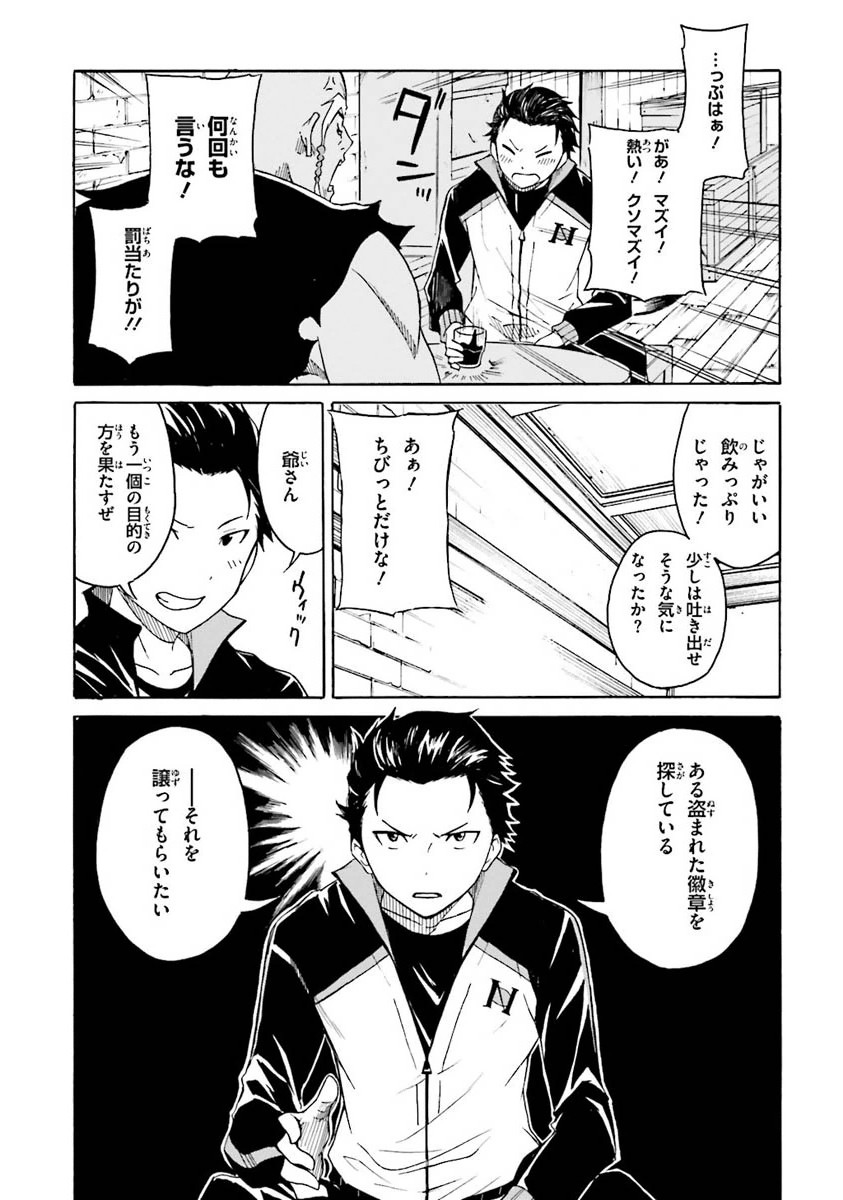 …っぷはぁ！
があ！マズイ！
熱い！クソマズイ！
ダンッ
何回も
言うな！
罰当たりが!!
じゃがいい
飲みっぷり
じゃった！
少しは吐き出せ
そうな気に
なったか？
あぁ！
ちびっとだけな！
爺さん
もう一個の目的の
方を果たすぜ
ヴィック
ある盗まれた徽章を
探している
──それを
譲ってもらいたい